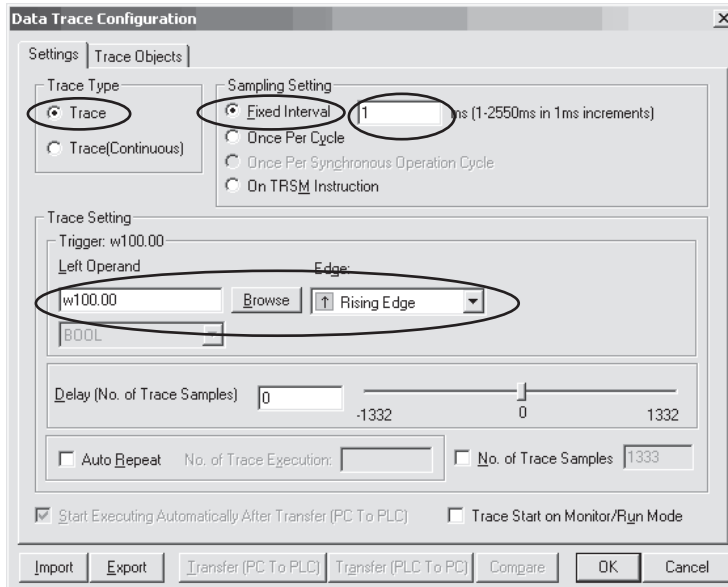 Data Trace Configuration
Settings Trace Objects
Trace Type
Trace
Trace(Continuous)
Sampling Setting
Fixed Interval 1 ms (1-2550ms in 1ms increments)
Once Per Cycle
Once Per Synchronous Operation Cycle
On TRSM Instruction
Trace Setting
Trigger: w100.00
Left Operand Edge:
w100.00 Browse ↑ Rising Edge
BOOL
Delay (No. of Trace Samples) 0
-1332 0 1332
Auto Repeat No. of Trace Execution: No. of Trace Samples 1333
Start Executing Automatically After Transfer (PC To PLC) Trace Start on Monitor/Run Mode
Import Export Transfer (PC To PLC) Transfer (PLC To PC) Compare OK Cancel